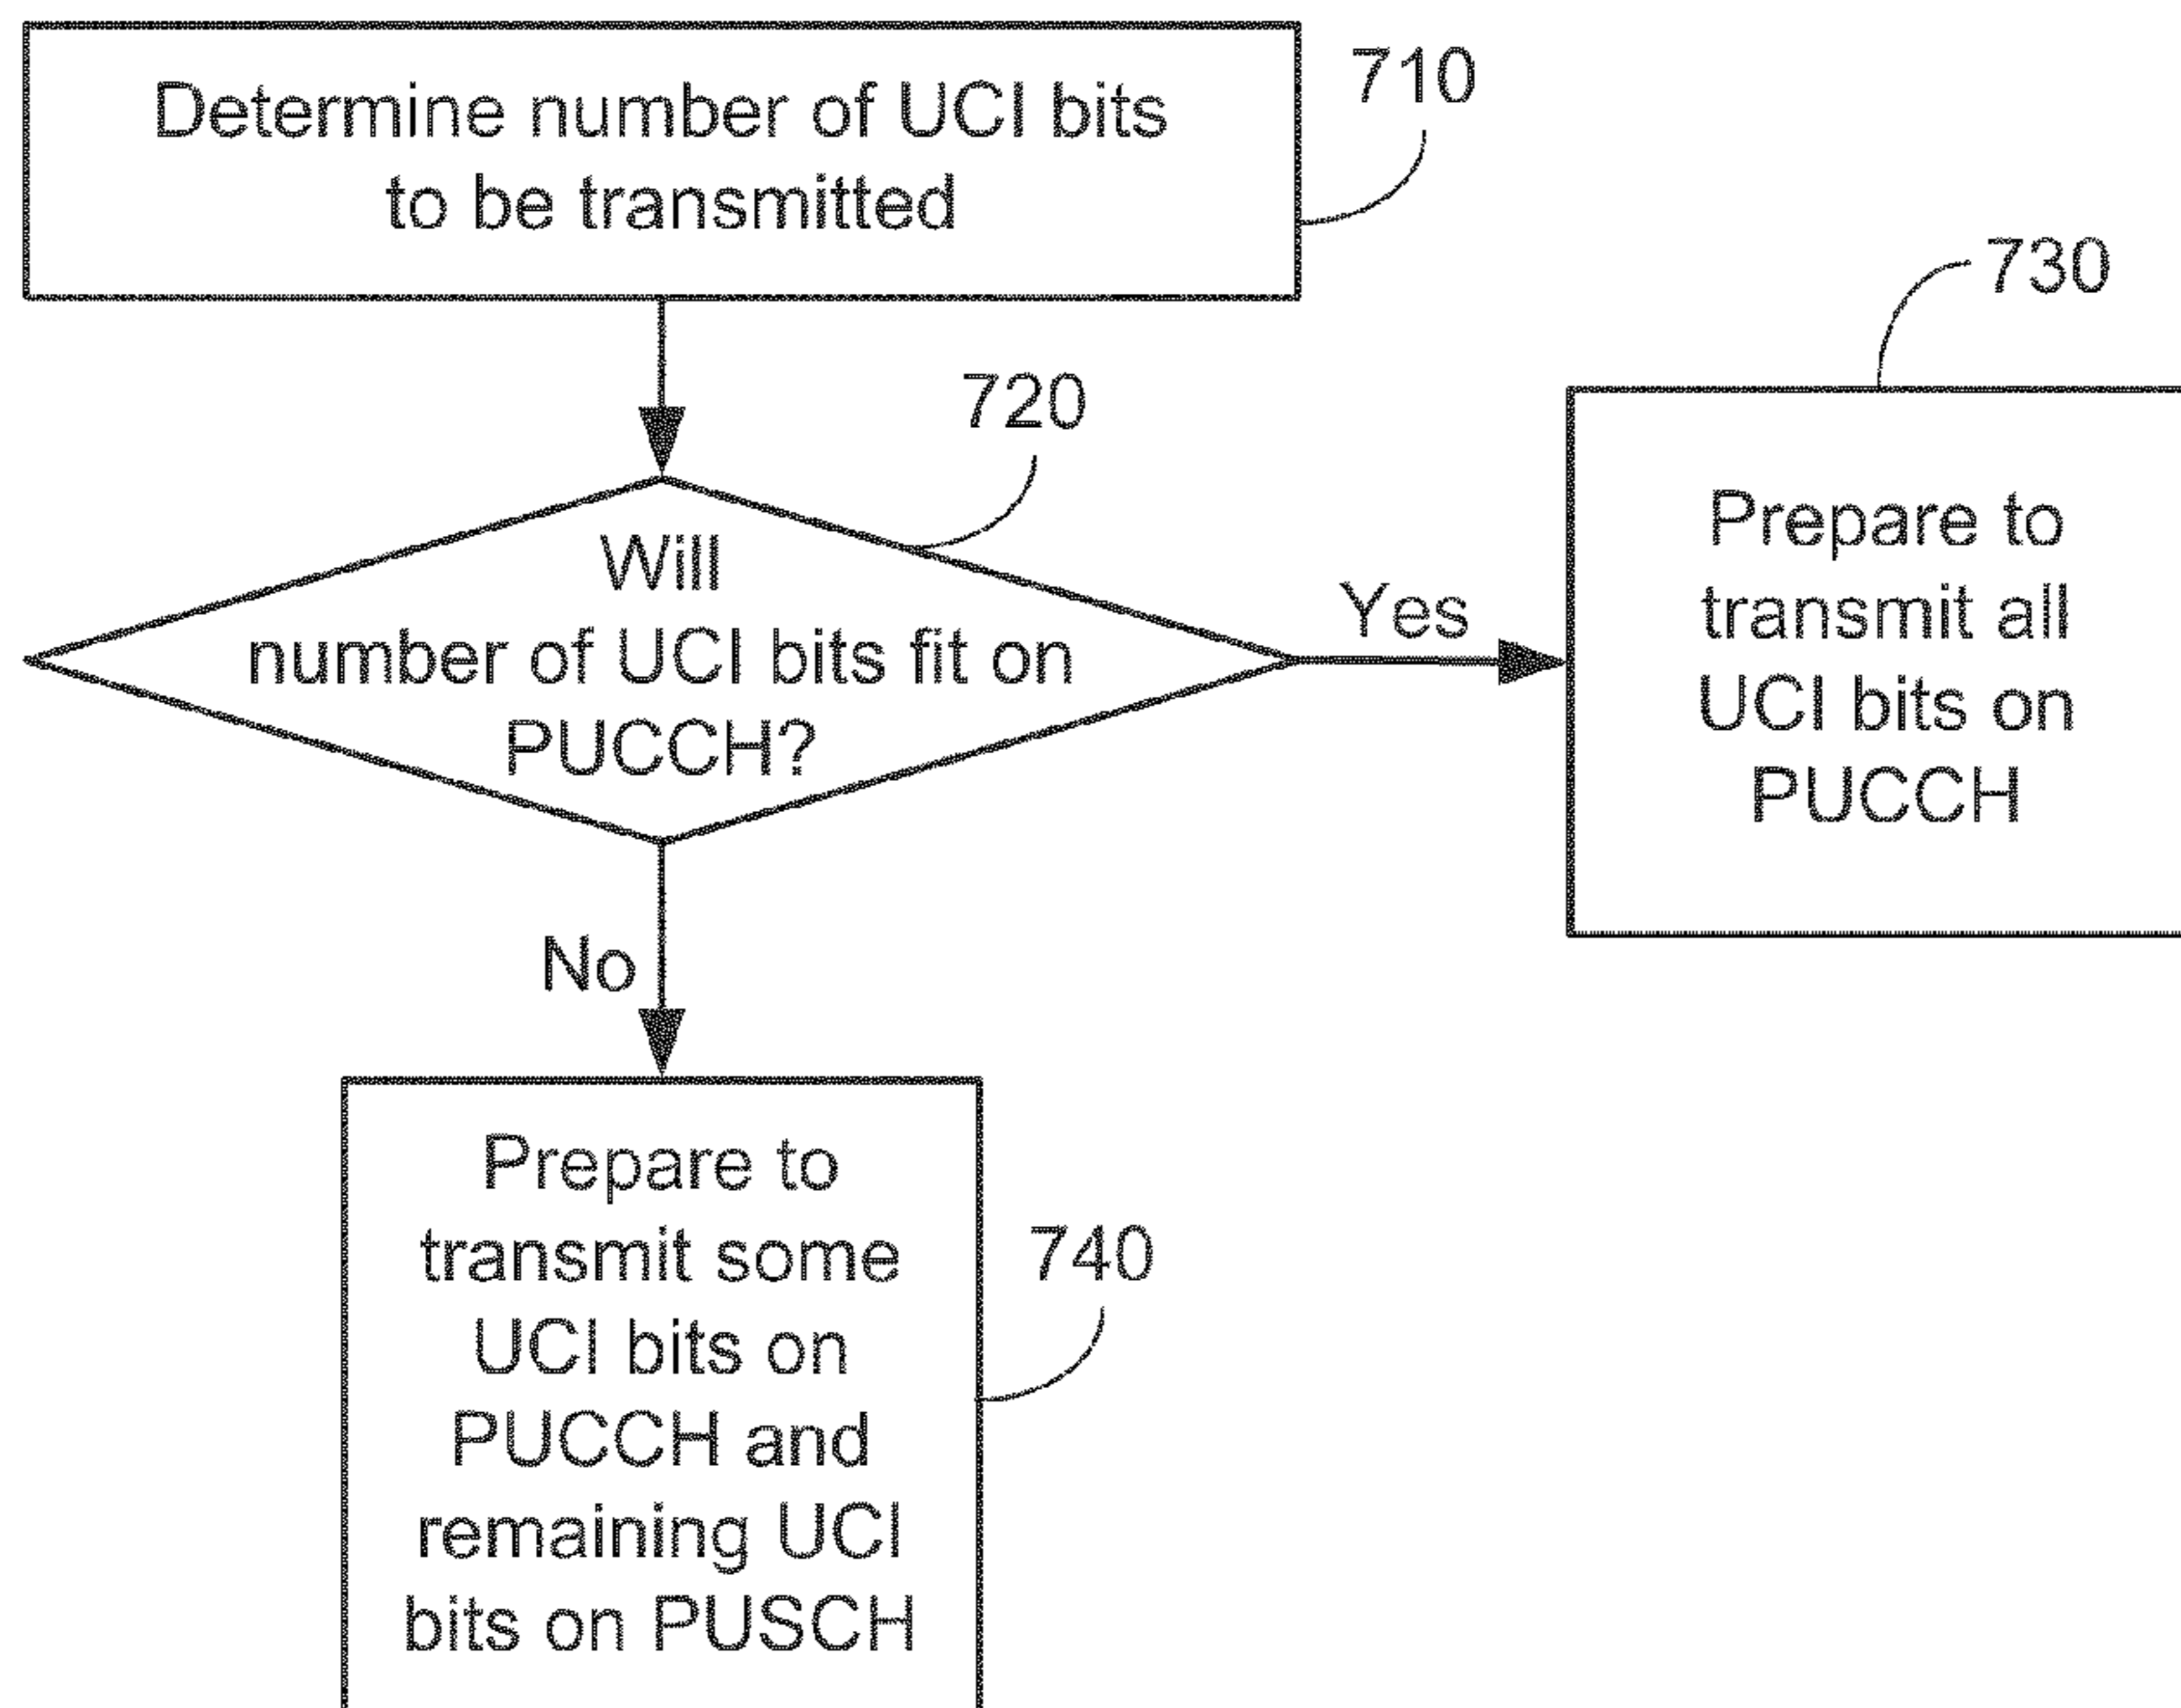 Determine number of UCI bits
to be transmitted
710
720
Will
number of UCI bits fit on
PUCCH?
Yes
730
Prepare to
transmit all
UCI bits on
PUCCH
No
Prepare to
transmit some
UCI bits on
PUCCH and
remaining UCI
bits on PUSCH
740